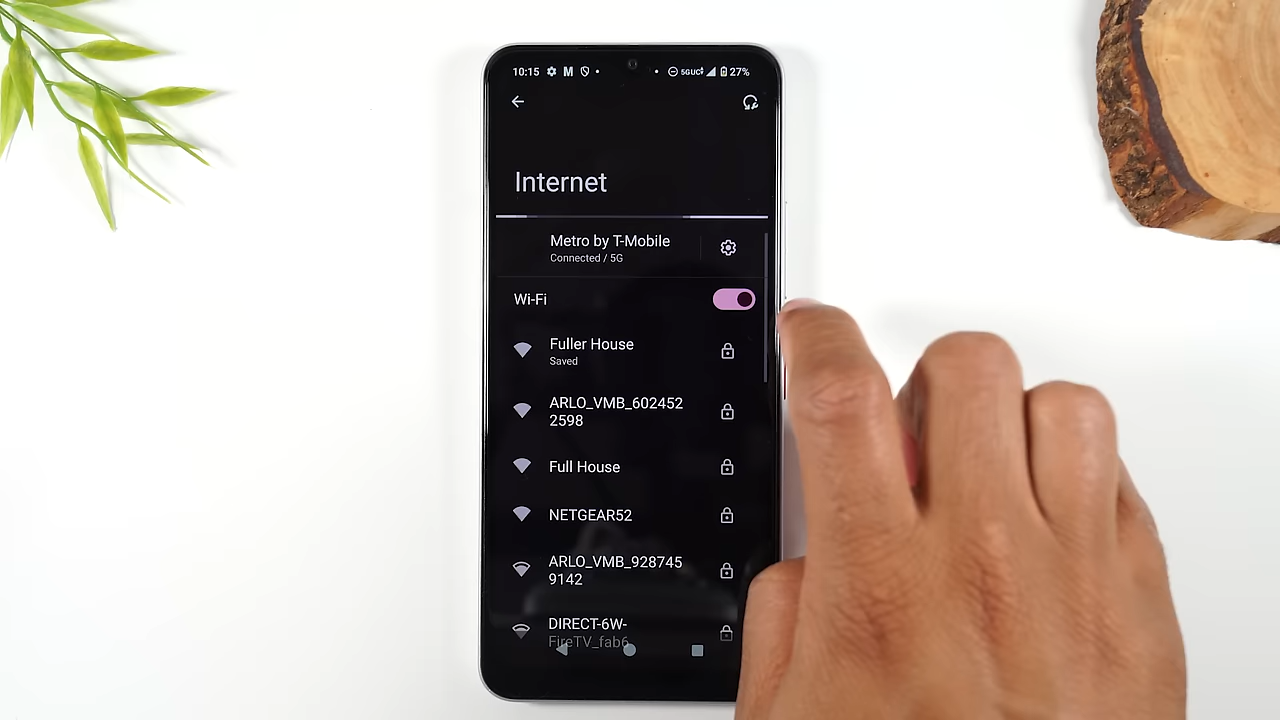 10:15 M 5GUC 27%
Internet
Metro by T-Mobile
Connected / 5G
Wi-Fi
Fuller House
Saved
ARLO_VMB_602452
2598
Full House
NETGEAR52
ARLO_VMB_928745
9142
DIRECT-6W-
FireTV_fab6